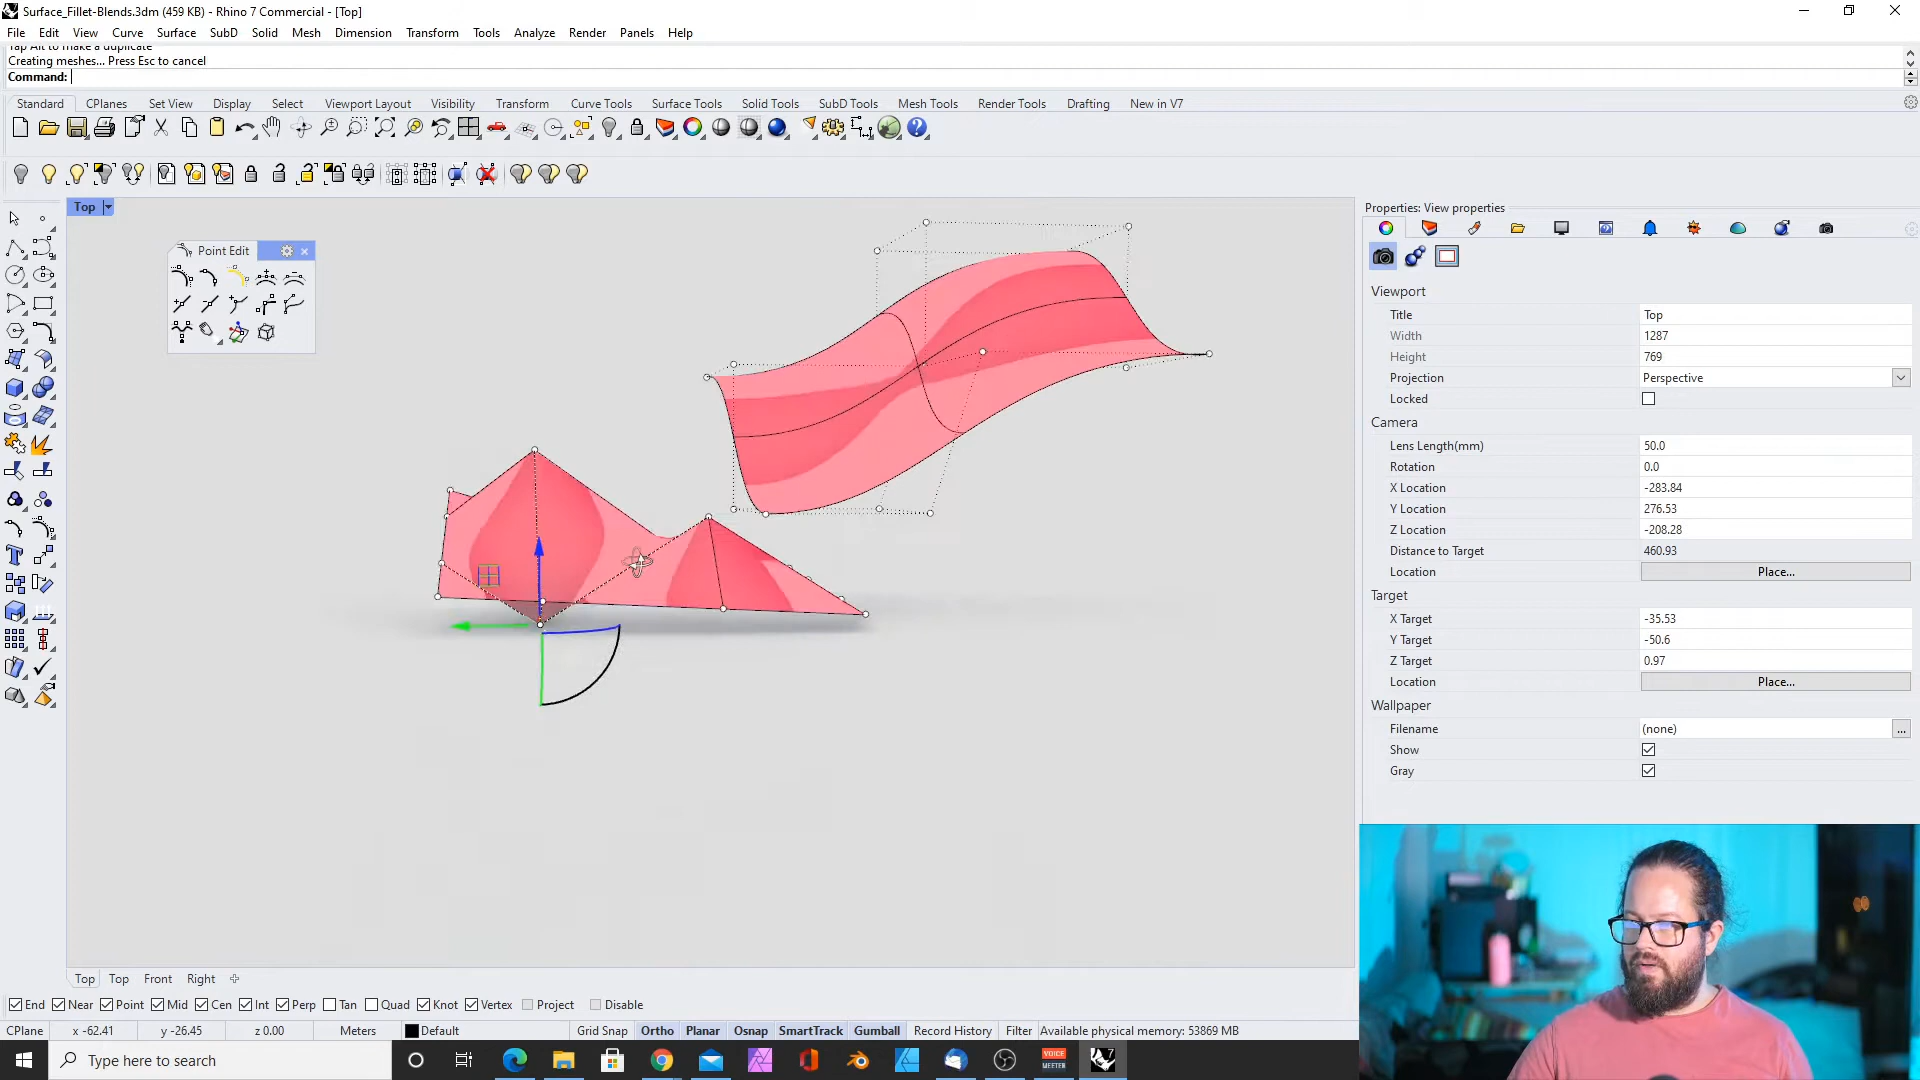 Surface_Fillet-Blends.3dm (459 KB) - Rhino 7 Commercial - [Top]
File Edit View Curve Surface SubD Solid Mesh Dimension Transform Tools Analyze Render Panels Help
Tap Alt to make a duplicate
Creating meshes... Press Esc to cancel
Command:
Standard CPlanes Set View Display Select Viewport Layout Visibility Transform Curve Tools Surface Tools Solid Tools SubD Tools Mesh Tools Render Tools Drafting New in V7
Top
Point Edit
Properties: View properties
Viewport
Title Top
Width 1287
Height 769
Projection Perspective
Locked
Camera
Lens Length(mm) 50.0
Rotation 0.0
X Location -283.84
Y Location 276.53
Z Location -208.28
Distance to Target 460.93
Location Place...
Target
X Target -35.53
Y Target -50.6
Z Target 0.97
Location Place...
Wallpaper
Filename (none) ...
Show
Gray
Top Top Front Right
End Near Point Mid Cen Int Perp Tan Quad Knot Vertex Project Disable
CPlane x -62.41 y -26.45 z 0.00 Meters Default Grid Snap Ortho Planar Osnap SmartTrack Gumball Record History Filter Available physical memory: 53869 MB
Type here to search
VOICE
MEETER